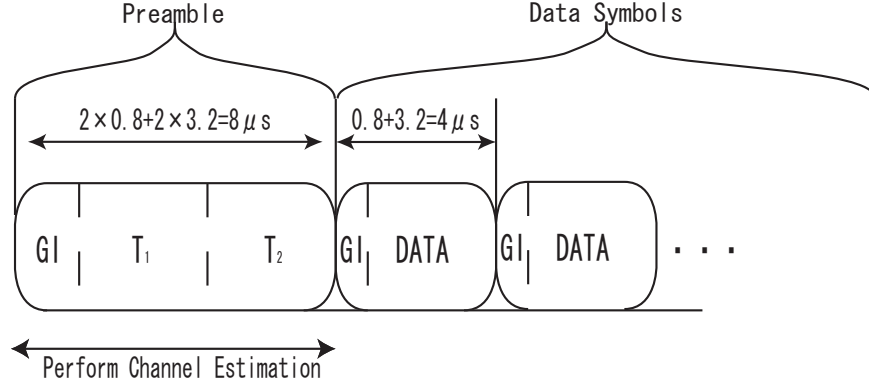 Preamble
Data Symbols
2×0.8+2×3.2=8μs
0.8+3.2=4μs
GI T₁ T₂ GI DATA GI DATA ・・・
Perform Channel Estimation